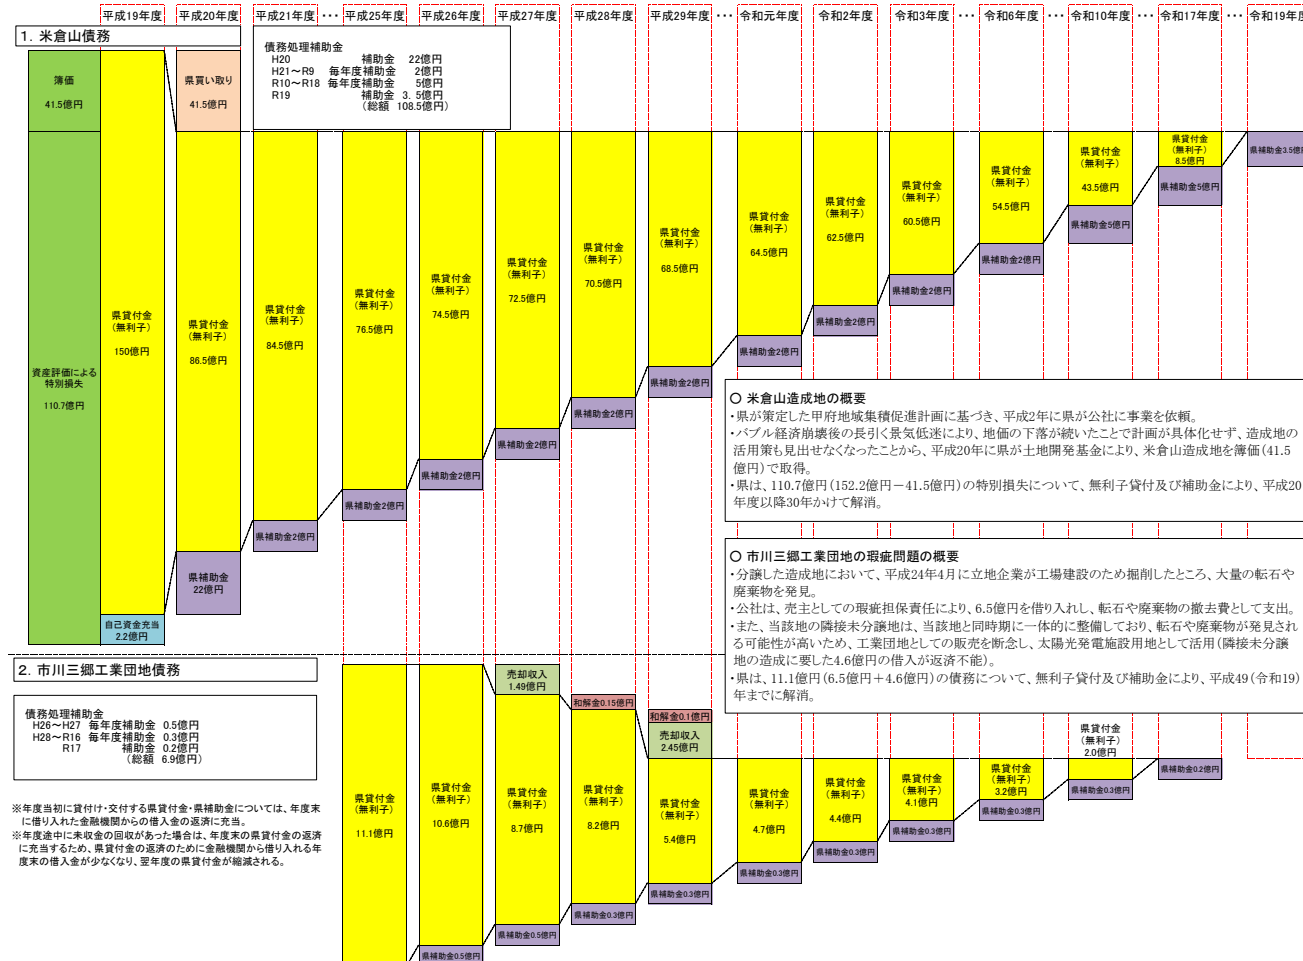 平成19年度 平成20年度 平成21年度 … 平成25年度 平成26年度 平成27年度 平成28年度 平成29年度 … 令和元年度 令和2年度 令和3年度 … 令和6年度 … 令和10年度 … 令和17年度 … 令和19年度
1. 米倉山債務
債務処理補助金
H20 補助金 22億円
H21～R9 毎年度補助金 2億円
R10～R18 毎年度補助金 5億円
R19 補助金 3. 5億円
（総額 108.5億円）
簿価
41.5億円
資産評価による
特別損失
110.7億円
県貸付金
（無利子）
150億円
自己資金充当
2.2億円
県買い取り
41.5億円
県貸付金
（無利子）
86.5億円
県補助金
22億円
県貸付金
（無利子）
84.5億円
県補助金2億円
県貸付金
（無利子）
76.5億円
県補助金2億円
県貸付金
（無利子）
74.5億円
県補助金2億円
県貸付金
（無利子）
72.5億円
県補助金2億円
県貸付金
（無利子）
70.5億円
県補助金2億円
県貸付金
（無利子）
68.5億円
県補助金2億円
県貸付金
（無利子）
64.5億円
県補助金2億円
県貸付金
（無利子）
62.5億円
県補助金2億円
県貸付金
（無利子）
60.5億円
県補助金2億円
県貸付金
（無利子）
54.5億円
県補助金2億円
県貸付金
（無利子）
43.5億円
県補助金5億円
県貸付金
（無利子）
8.5億円
県補助金5億円
県補助金3.5億円
○ 米倉山造成地の概要
・県が策定した甲府地域集積促進計画に基づき、平成2年に県が公社に事業を依頼。
・バブル経済崩壊後の長引く景気低迷により、地価の下落が続いたことで計画が具体化せず、造成地の
活用策も見出せなくなったことから、平成20年に県が土地開発基金により、米倉山造成地を簿価（41.5
億円）で取得。
・県は、110.7億円（152.2億円－41.5億円）の特別損失について、無利子貸付及び補助金により、平成20
年度以降30年かけて解消。
○ 市川三郷工業団地の瑕疵問題の概要
・分譲した造成地において、平成24年4月に立地企業が工場建設のため掘削したところ、大量の転石や
廃棄物を発見。
・公社は、売主としての瑕疵担保責任により、6.5億円を借り入れし、転石や廃棄物の撤去費として支出。
・また、当該地の隣接未分譲地は、当該地と同時期に一体的に整備しており、転石や廃棄物が発見され
る可能性が高いため、工業団地としての販売を断念し、太陽光発電施設用地として活用（隣接未分譲
地の造成に要した4.6億円の借入が返済不能）。
・県は、11.1億円（6.5億円＋4.6億円）の債務について、無利子貸付及び補助金により、平成49（令和19）
年までに解消。
2. 市川三郷工業団地債務
債務処理補助金
H26～H27 毎年度補助金 0.5億円
H28～R16 毎年度補助金 0.3億円
R17 補助金 0.2億円
（総額 6.9億円）
※年度当初に貸付け・交付する県貸付金・県補助金については、年度末
に借り入れた金融機関からの借入金の返済に充当。
※年度途中に未収金の回収があった場合は、年度末の県貸付金の返済
に充当するため、県貸付金の返済のために金融機関から借り入れる年
度末の借入金が少なくなり、翌年度の県貸付金が縮減される。
県貸付金
（無利子）
11.1億円
県貸付金
（無利子）
10.6億円
県補助金0.5億円
売却収入
1.49億円
県貸付金
（無利子）
8.7億円
県補助金0.5億円
和解金0.15億円
県貸付金
（無利子）
8.2億円
県補助金0.3億円
和解金0.1億円
売却収入
2.45億円
県貸付金
（無利子）
5.4億円
県補助金0.3億円
県貸付金
（無利子）
4.7億円
県補助金0.3億円
県貸付金
（無利子）
4.4億円
県補助金0.3億円
県貸付金
（無利子）
4.1億円
県補助金0.3億円
県貸付金
（無利子）
3.2億円
県補助金0.3億円
県貸付金
（無利子）
2.0億円
県補助金0.3億円
県補助金0.2億円